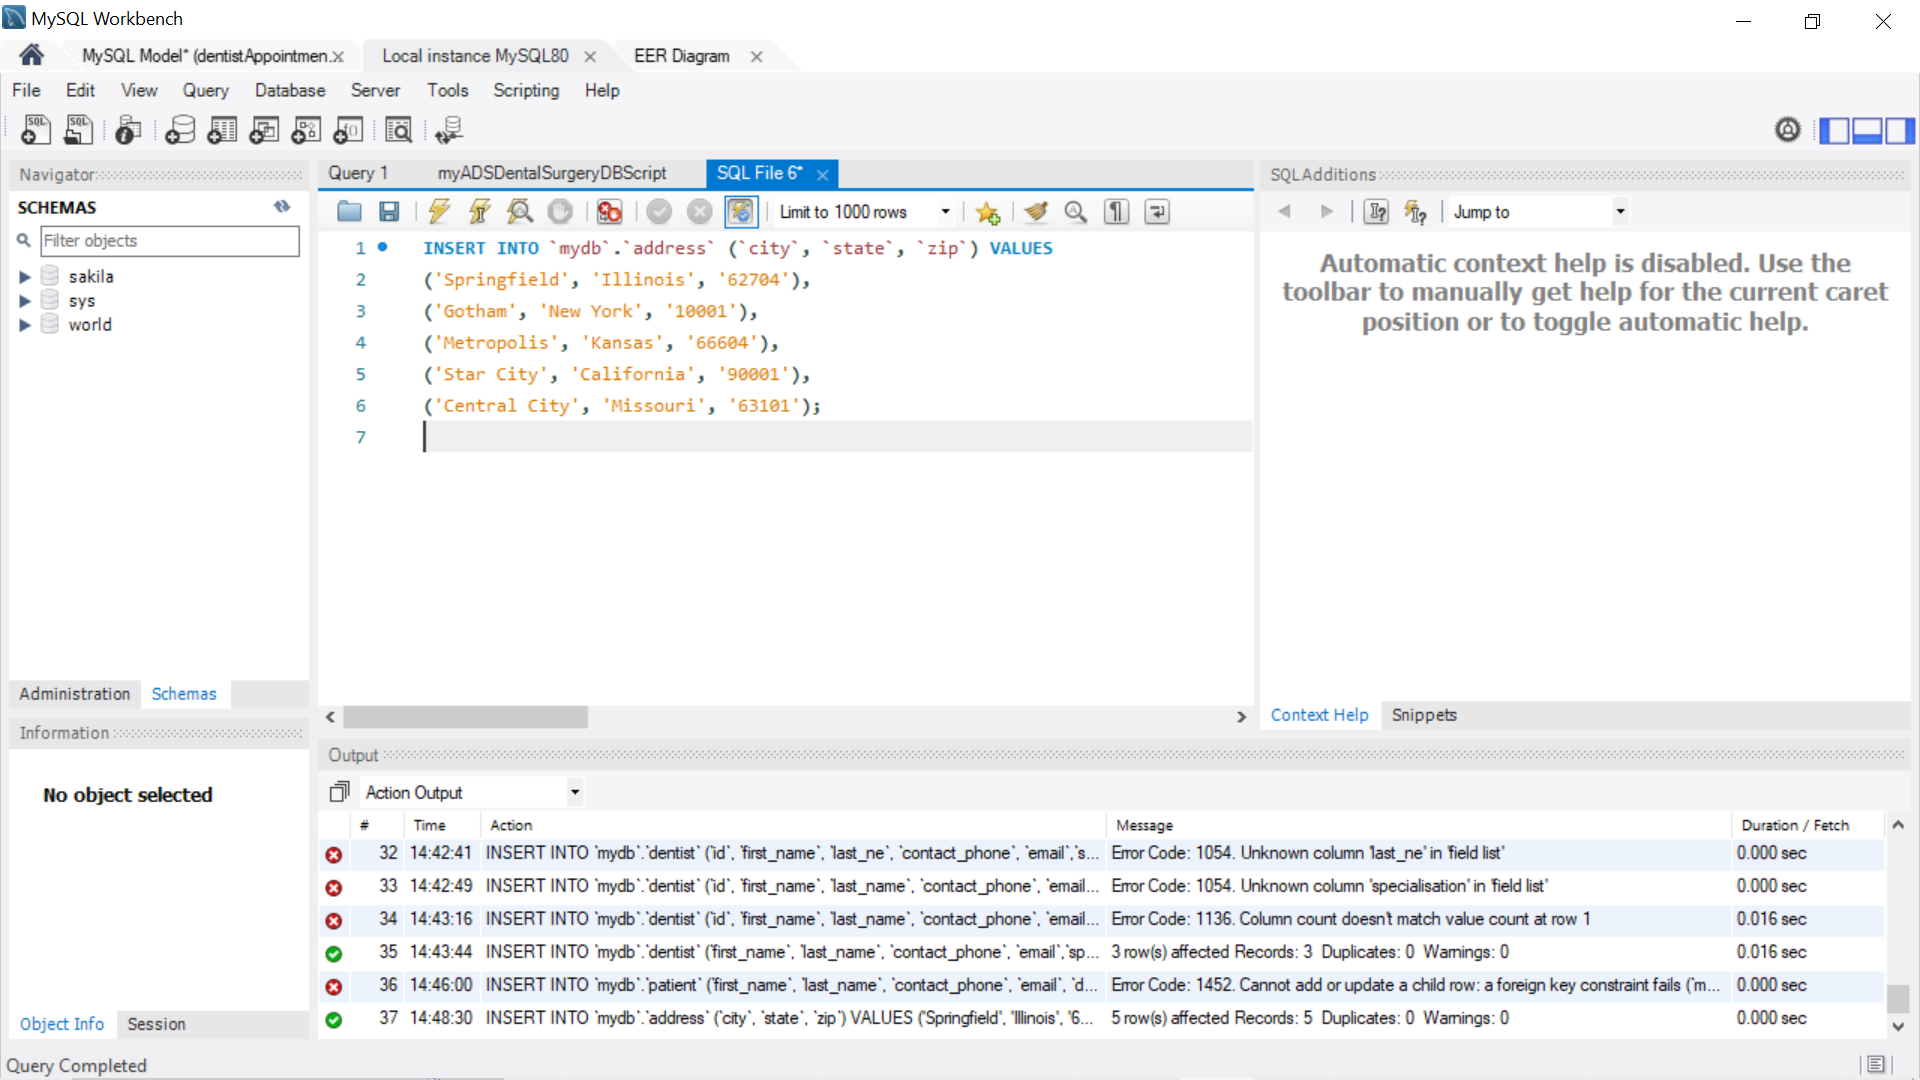 MySQL Workbench
MySQL Model* (dentistAppointmen.x
Local instance MySQL80
EER Diagram
File Edit View Query Database Server Tools Scripting Help
Navigator
SCHEMAS
Filter objects
sakila
sys
world
Administration Schemas
Information
No object selected
Object Info Session
Query 1 myADSDentalSurgeryDBScript SQL File 6*
Limit to 1000 rows
1 INSERT INTO `mydb`.`address` (`city`, `state`, `zip`) VALUES
2 ('Springfield', 'Illinois', '62704'),
3 ('Gotham', 'New York', '10001'),
4 ('Metropolis', 'Kansas', '66604'),
5 ('Star City', 'California', '90001'),
6 ('Central City', 'Missouri', '63101');
7
SQLAdditions
Jump to
Automatic context help is disabled. Use the
toolbar to manually get help for the current caret
position or to toggle automatic help.
Context Help Snippets
Output
Action Output
# Time Action Message Duration / Fetch
32 14:42:41 INSERT INTO `mydb`.`dentist` (`id`, `first_name`, `last_ne`, `contact_phone`, `email`,`s... Error Code: 1054. Unknown column 'last_ne' in 'field list' 0.000 sec
33 14:42:49 INSERT INTO `mydb`.`dentist` (`id`, `first_name`, `last_name`, `contact_phone`, `email... Error Code: 1054. Unknown column 'specialisation' in 'field list' 0.000 sec
34 14:43:16 INSERT INTO `mydb`.`dentist` (`id`, `first_name`, `last_name`, `contact_phone`, `email... Error Code: 1136. Column count doesn't match value count at row 1 0.016 sec
35 14:43:44 INSERT INTO `mydb`.`dentist` (`first_name`, `last_name`, `contact_phone`, `email`,`sp... 3 row(s) affected Records: 3 Duplicates: 0 Warnings: 0 0.016 sec
36 14:46:00 INSERT INTO `mydb`.`patient` (`first_name`, `last_name`, `contact_phone`, `email`, `d... Error Code: 1452. Cannot add or update a child row: a foreign key constraint fails (`m... 0.000 sec
37 14:48:30 INSERT INTO `mydb`.`address` (`city`, `state`, `zip`) VALUES ('Springfield', 'Illinois', '6... 5 row(s) affected Records: 5 Duplicates: 0 Warnings: 0 0.000 sec
Query Completed